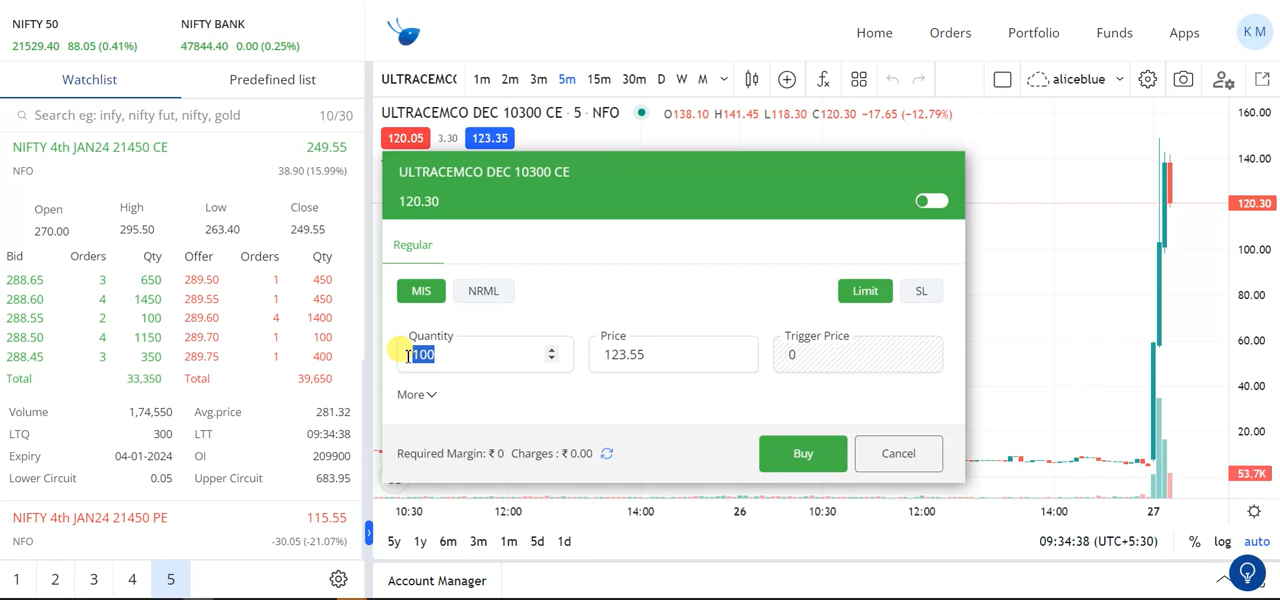 NIFTY 50
21529.40 88.05 (0.41%)
NIFTY BANK
47844.40 0.00 (0.25%)
Home
Orders
Portfolio
Funds
Apps
K M
Watchlist
Predefined list
Search eg: infy, nifty fut, nifty, gold 10/30
NIFTY 4th JAN24 21450 CE 249.55
NFO 38.90 (15.99%)
Open High Low Close
270.00 295.50 263.40 249.55
Bid Orders Qty Offer Orders Qty
288.65 3 650 289.50 1 450
288.60 4 1450 289.55 1 450
288.55 2 100 289.60 4 1400
288.50 4 1150 289.70 1 100
288.45 3 350 289.75 1 400
Total 33,350 Total 39,650
Volume 1,74,550 Avg.price 281.32
LTQ 300 LTT 09:34:38
Expiry 04-01-2024 OI 209900
Lower Circuit 0.05 Upper Circuit 683.95
NIFTY 4th JAN24 21450 PE 115.55
NFO -30.05 (-21.07%)
1 2 3 4 5
ULTRACEMC 1m 2m 3m 5m 15m 30m D W M aliceblue
ULTRACEMCO DEC 10300 CE · 5 · NFO O138.10 H141.45 L118.30 C120.30 −17.65 (−12.79%)
120.05 3.30 123.35
ULTRACEMCO DEC 10300 CE
120.30
Regular
MIS NRML Limit SL
Quantity Price Trigger Price
100 123.55 0
More
Required Margin: ₹ 0 Charges : ₹ 0.00 Buy Cancel
160.00
140.00
120.30
100.00
80.00
60.00
40.00
20.00
53.7K
10:30 12:00 14:00 26 10:30 12:00 14:00 27
5y 1y 6m 3m 1m 5d 1d 09:34:38 (UTC+5:30) % log auto
Account Manager